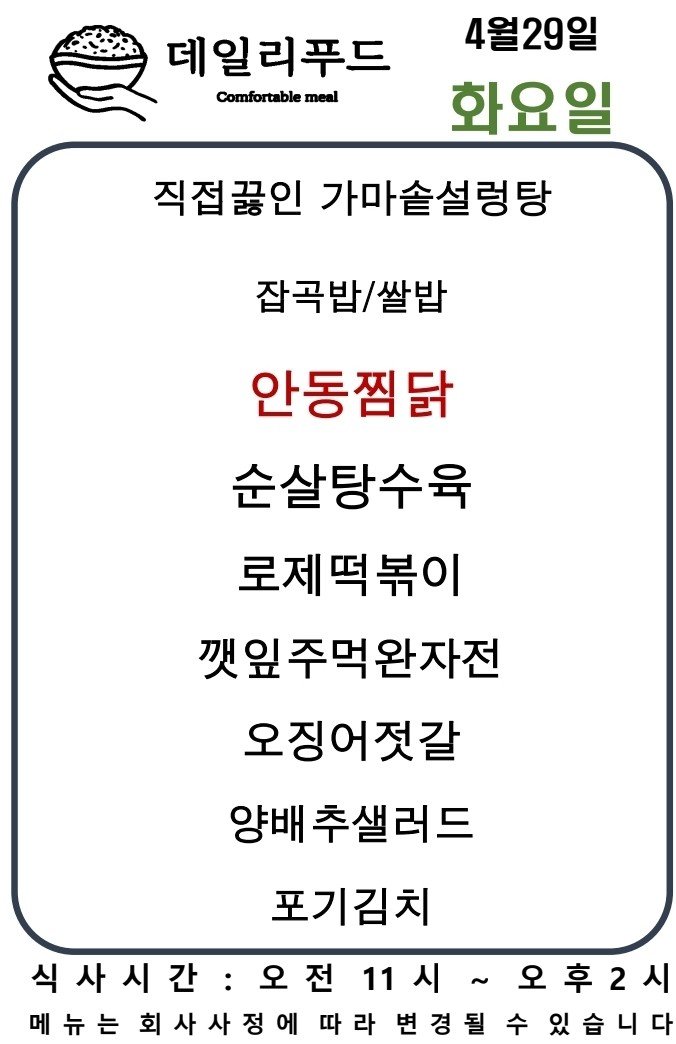 데일리푸드
Comfortable meal
4월29일
화요일
직접끓인 가마솥설렁탕
잡곡밥/쌀밥
안동찜닭
순살탕수육
로제떡볶이
깻잎주먹완자전
오징어젓갈
양배추샐러드
포기김치
식사시간 : 오전 11시 ~ 오후2시
메뉴는 회사사정에 따라 변경될 수 있습니다